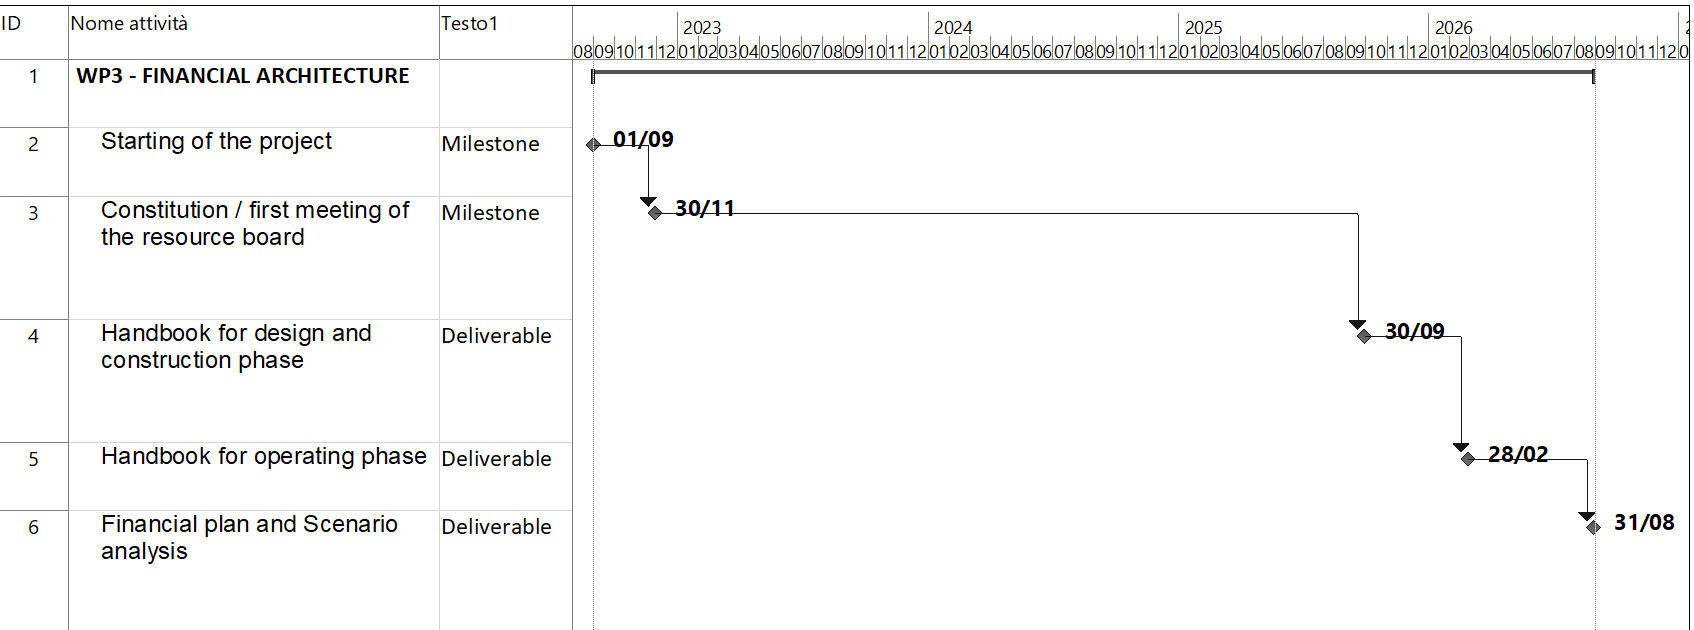 ID Nome attività Testo1
2023 2024 2025 2026 2
08 09 10 11 12 01 02 03 04 05 06 07 08 09 10 11 12 01 02 03 04 05 06 07 08 09 10 11 12 01 02 03 04 05 06 07 08 09 10 11 12 01 02 03 04 05 06 07 08 09 10 11 12 0
1 WP3 - FINANCIAL ARCHITECTURE
2 Starting of the project Milestone 01/09
3 Constitution / first meeting of Milestone 30/11
the resource board
4 Handbook for design and Deliverable 30/09
construction phase
5 Handbook for operating phase Deliverable 28/02
6 Financial plan and Scenario Deliverable 31/08
analysis